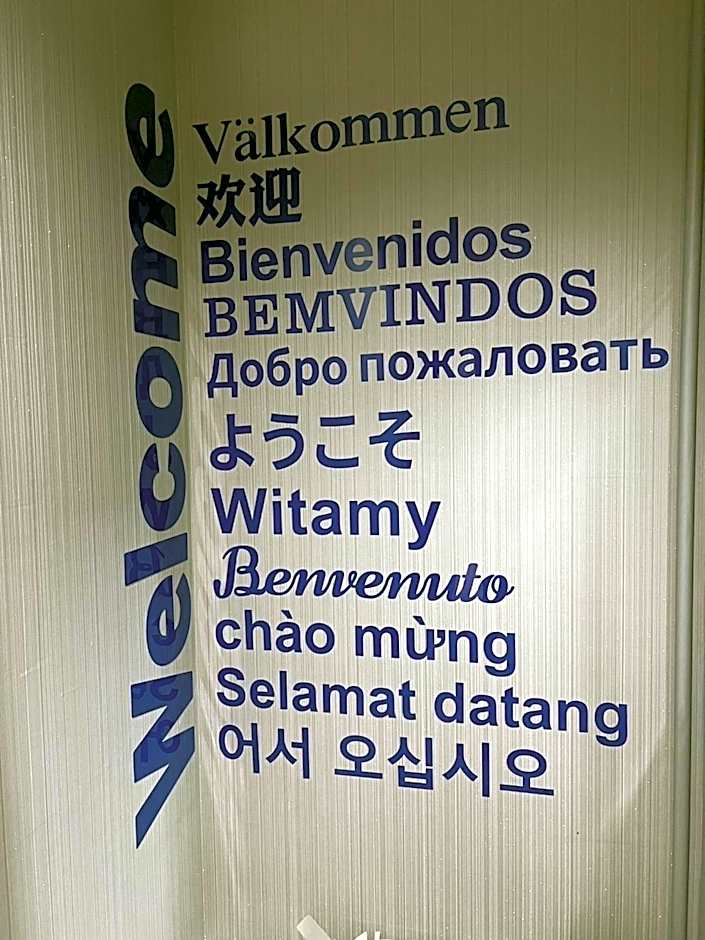 Welcome
Välkommen
欢迎
Bienvenidos
BEMVINDOS
Добро пожаловать
ようこそ
Witamy
Benvenuto
chào mừng
Selamat datang
어서 오십시오